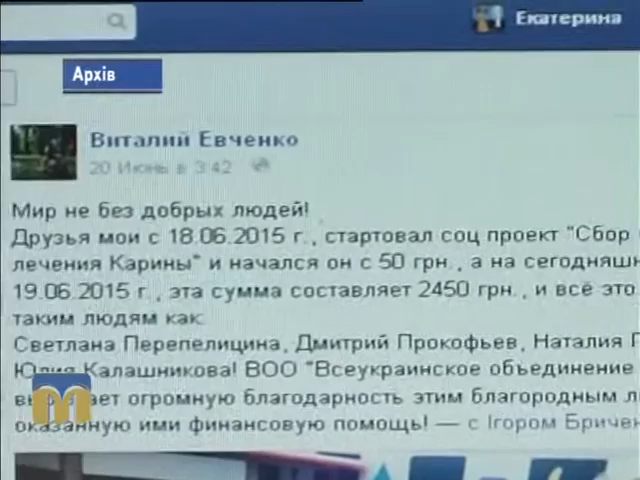 Екатерина
Архів
Виталий Евченко
20 Июнь в 3:42
Мир не без добрых людей!
Друзья мои с 18.06.2015 г., стартовал соц проект "Сбор
лечения Карины" и начался он с 50 грн., а на сегодняшн
19.06.2015 г., эта сумма составляет 2450 грн., и всё это
таким людям как:
Светлана Перепелицина, Дмитрий Прокофьев, Наталия
Юлия Калашникова! ВОО "Всеукраинское объединение
ает огромную благодарность этим благородным
оказанную ими финансовую помощь! — с Ігором Бричен